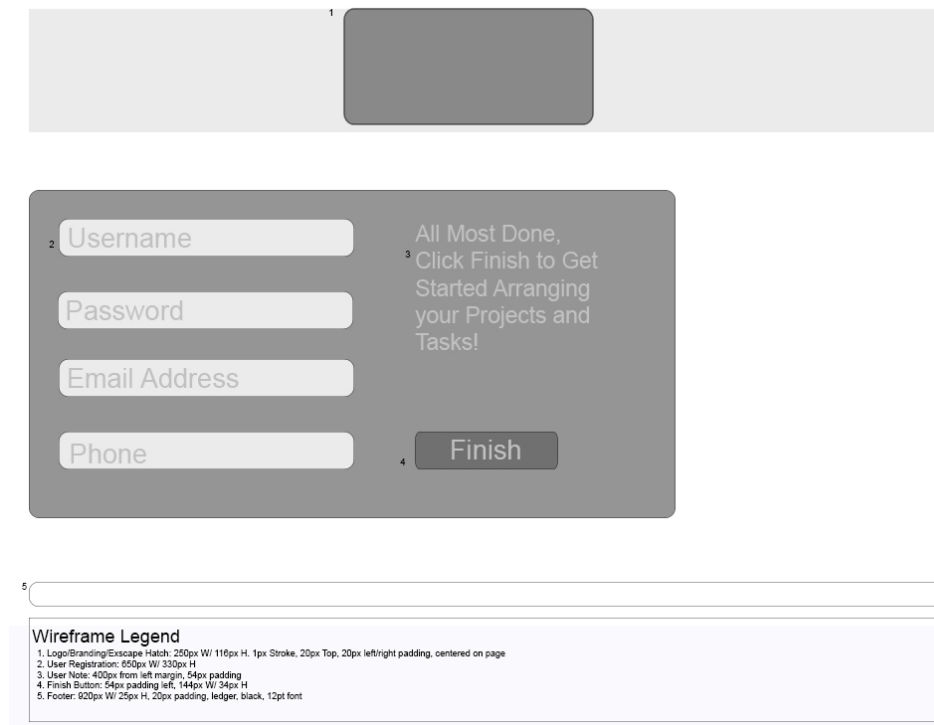 1
2 Username
All Most Done,
3 Click Finish to Get
Started Arranging
your Projects and
Tasks!
Password
Email Address
Phone
4 Finish
5
Wireframe Legend
1. Logo/Branding/Exscape Hatch: 250px W/ 116px H. 1px Stroke, 20px Top, 20px left/right padding, centered on page
2. User Registration: 650px W/ 330px H
3. User Note: 400px from left margin, 54px padding
4. Finish Button: 54px padding left, 144px W/ 34px H
5. Footer: 920px W/ 25px H, 20px padding, ledger, black, 12pt font